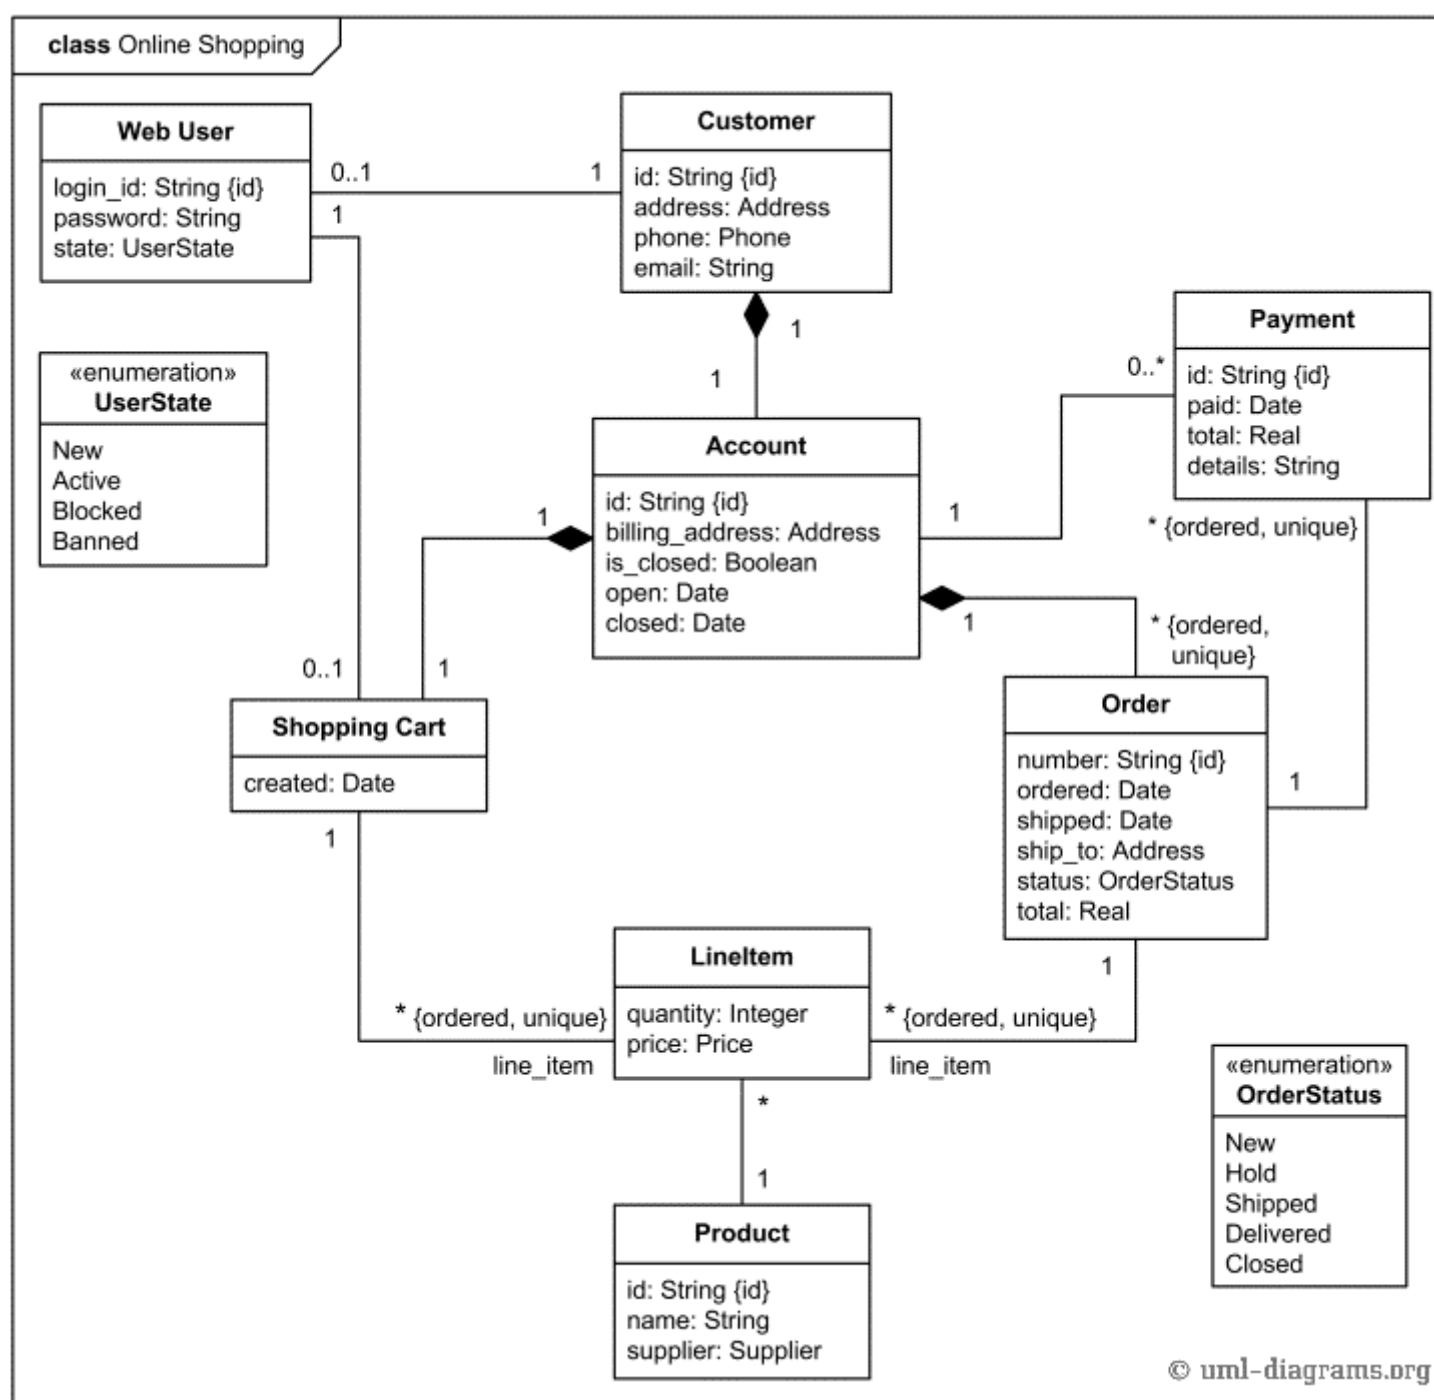 class Online Shopping
Web User
login_id: String {id}
password: String
state: UserState
0..1
1
1
Customer
id: String {id}
address: Address
phone: Phone
email: String
1
1
«enumeration»
UserState
New
Active
Blocked
Banned
Payment
id: String {id}
paid: Date
total: Real
details: String
0..*
* {ordered, unique}
Account
id: String {id}
billing_address: Address
is_closed: Boolean
open: Date
closed: Date
1
1
1
* {ordered,
unique}
0..1
1
Shopping Cart
created: Date
1
Order
number: String {id}
ordered: Date
shipped: Date
ship_to: Address
status: OrderStatus
total: Real
1
1
LineItem
quantity: Integer
price: Price
* {ordered, unique}
line_item
* {ordered, unique}
line_item
*
1
Product
id: String {id}
name: String
supplier: Supplier
«enumeration»
OrderStatus
New
Hold
Shipped
Delivered
Closed
© uml-diagrams.org